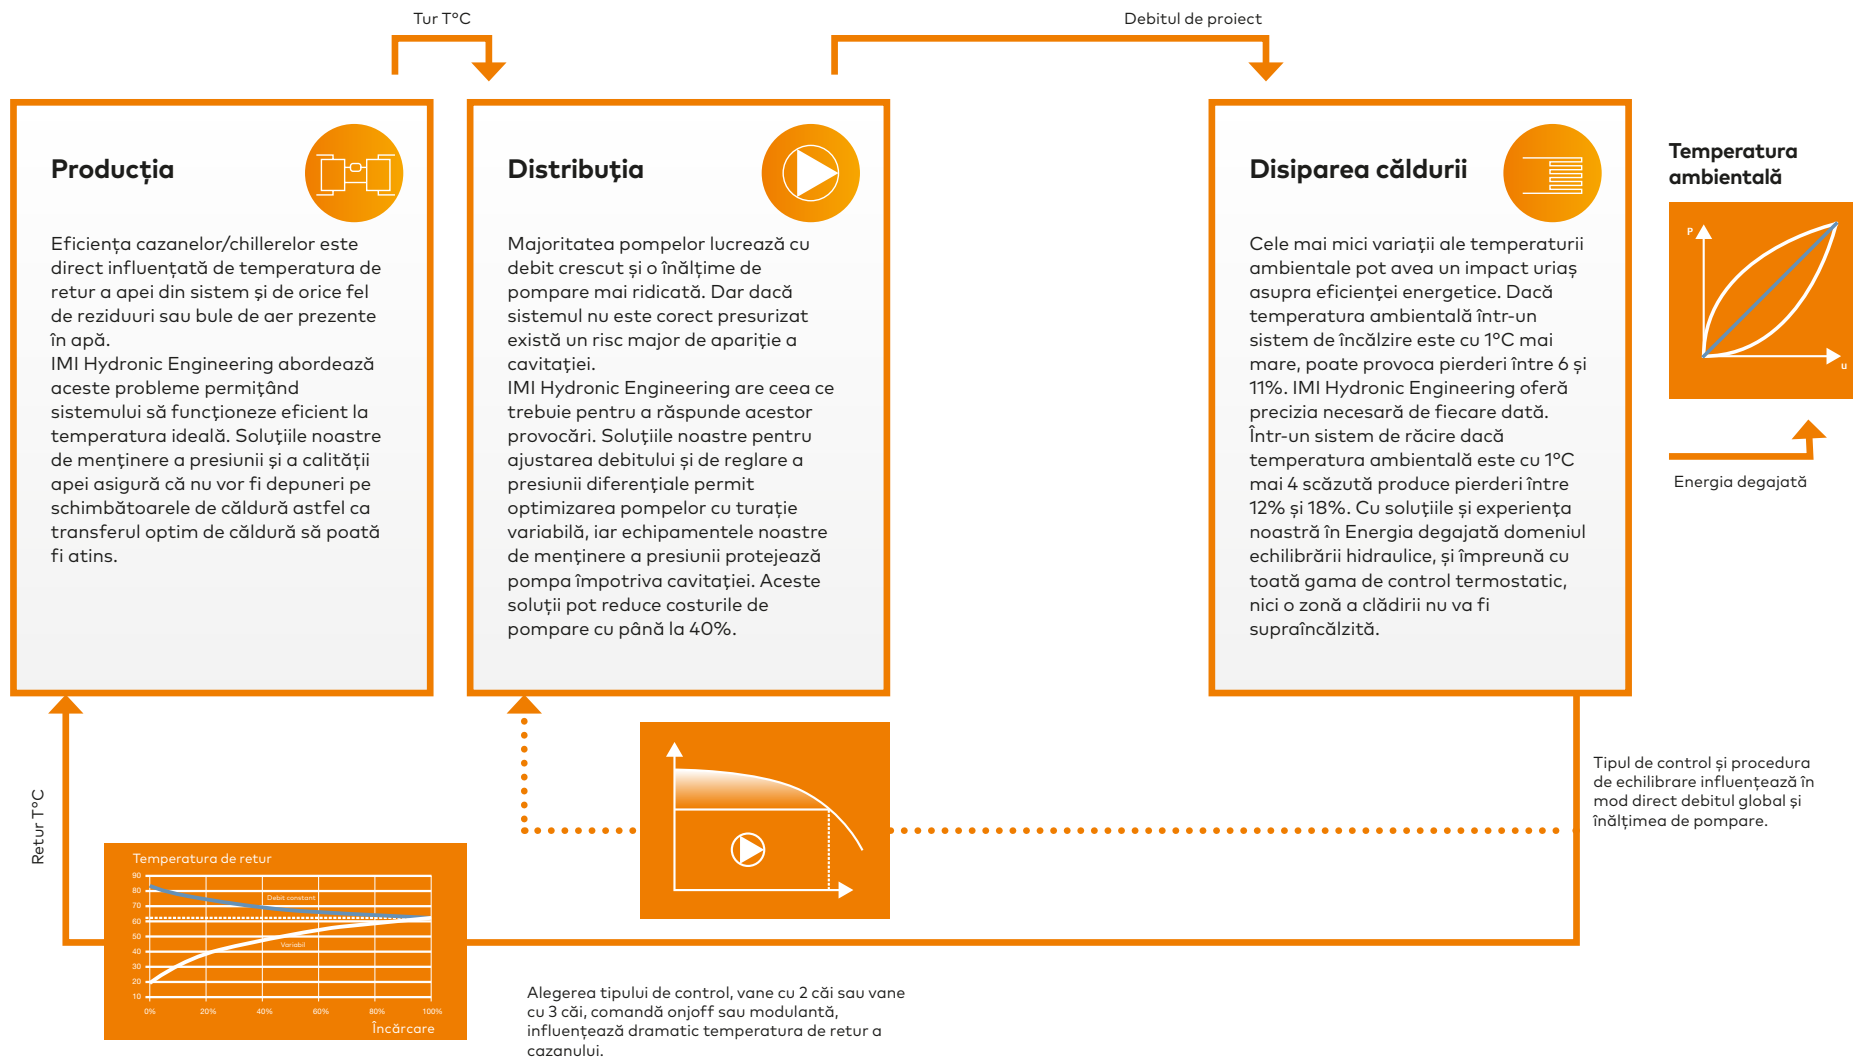 Tur T°C
Debitul de proiect
Producția
Eficiența cazanelor/chillerelor este
direct influențată de temperatura de
retur a apei din sistem și de orice fel
de reziduuri sau bule de aer prezente
în apă.
IMI Hydronic Engineering abordează
aceste probleme permițând
sistemului să funcționeze eficient la
temperatura ideală. Soluțiile noastre
de menținere a presiunii și a calității
apei asigură că nu vor fi depuneri pe
schimbătoarele de căldură astfel ca
transferul optim de căldură să poată
fi atins.
Distribuția
Majoritatea pompelor lucrează cu
debit crescut și o înălțime de
pompare mai ridicată. Dar dacă
sistemul nu este corect presurizat
există un risc major de apariție a
cavitației.
IMI Hydronic Engineering are ceea ce
trebuie pentru a răspunde acestor
provocări. Soluțiile noastre pentru
ajustarea debitului și de reglare a
presiunii diferențiale permit
optimizarea pompelor cu turație
variabilă, iar echipamentele noastre
de menținere a presiunii protejează
pompa împotriva cavitației. Aceste
soluții pot reduce costurile de
pompare cu până la 40%.
Disiparea căldurii
Cele mai mici variații ale temperaturii
ambientale pot avea un impact uriaș
asupra eficienței energetice. Dacă
temperatura ambientală într-un
sistem de încălzire este cu 1°C mai
mare, poate provoca pierderi între 6 și
11%. IMI Hydronic Engineering oferă
precizia necesară de fiecare dată.
Într-un sistem de răcire dacă
temperatura ambientală este cu 1°C
mai 4 scăzută produce pierderi între
12% și 18%. Cu soluțiile și experiența
noastră în Energia degajată domeniul
echilibrării hidraulice, și împreună cu
toată gama de control termostatic,
nici o zonă a clădirii nu va fi
supraîncălzită.
Temperatura
ambientală
P
u
Energia degajată
Tipul de control și procedura
de echilibrare influențează în
mod direct debitul global și
înălțimea de pompare.
Retur T°C
Temperatura de retur
90
80
70
60
50
40
30
20
10
Debit constant
Variabil
0% 20% 40% 60% 80% 100%
Încărcare
Alegerea tipului de control, vane cu 2 căi sau vane
cu 3 căi, comandă onjoff sau modulantă,
influențează dramatic temperatura de retur a
cazanului.